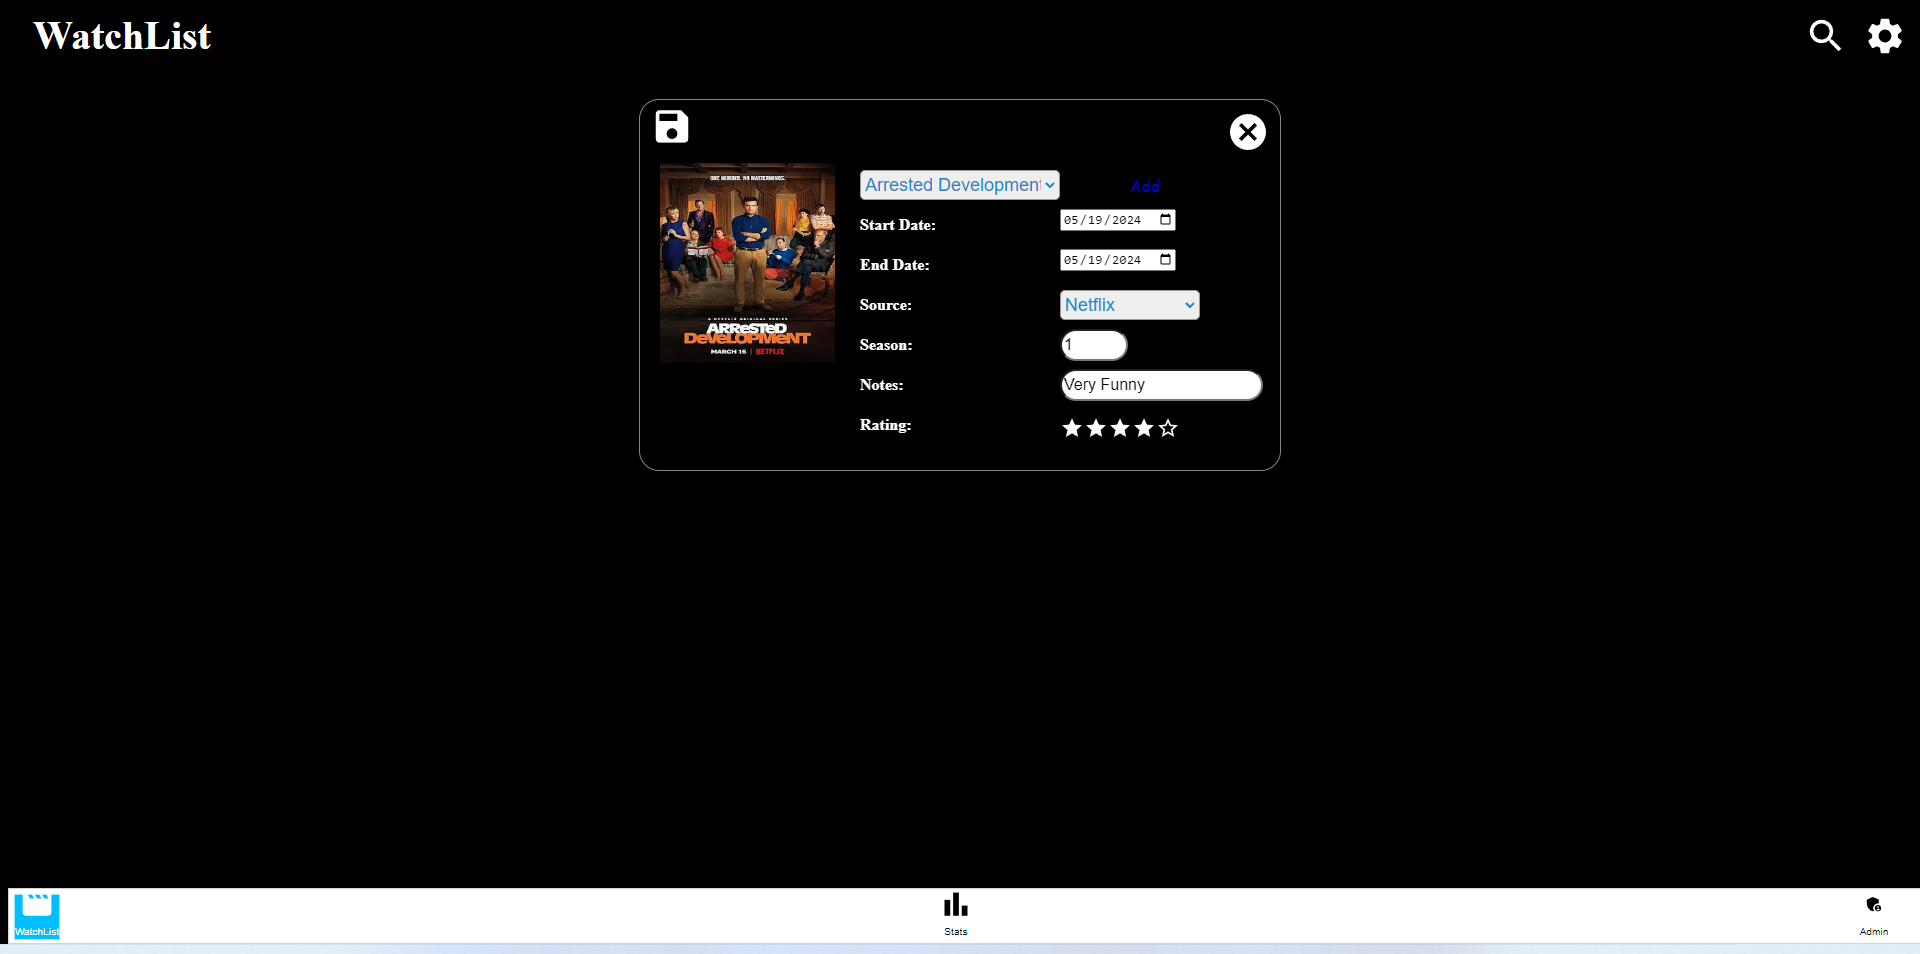 WatchList
ONE MURDER. NO MASTERMINDS.
A NETFLIX ORIGINAL SERIES
ARReSTeD
DeVeLOPMeNT
MARCH 15 | NETFLIX
Arrested Development
Add
Start Date:
05/19/2024
End Date:
05/19/2024
Source:
Netflix
Season:
1
Notes:
Very Funny
Rating:
WatchList
Stats
Admin